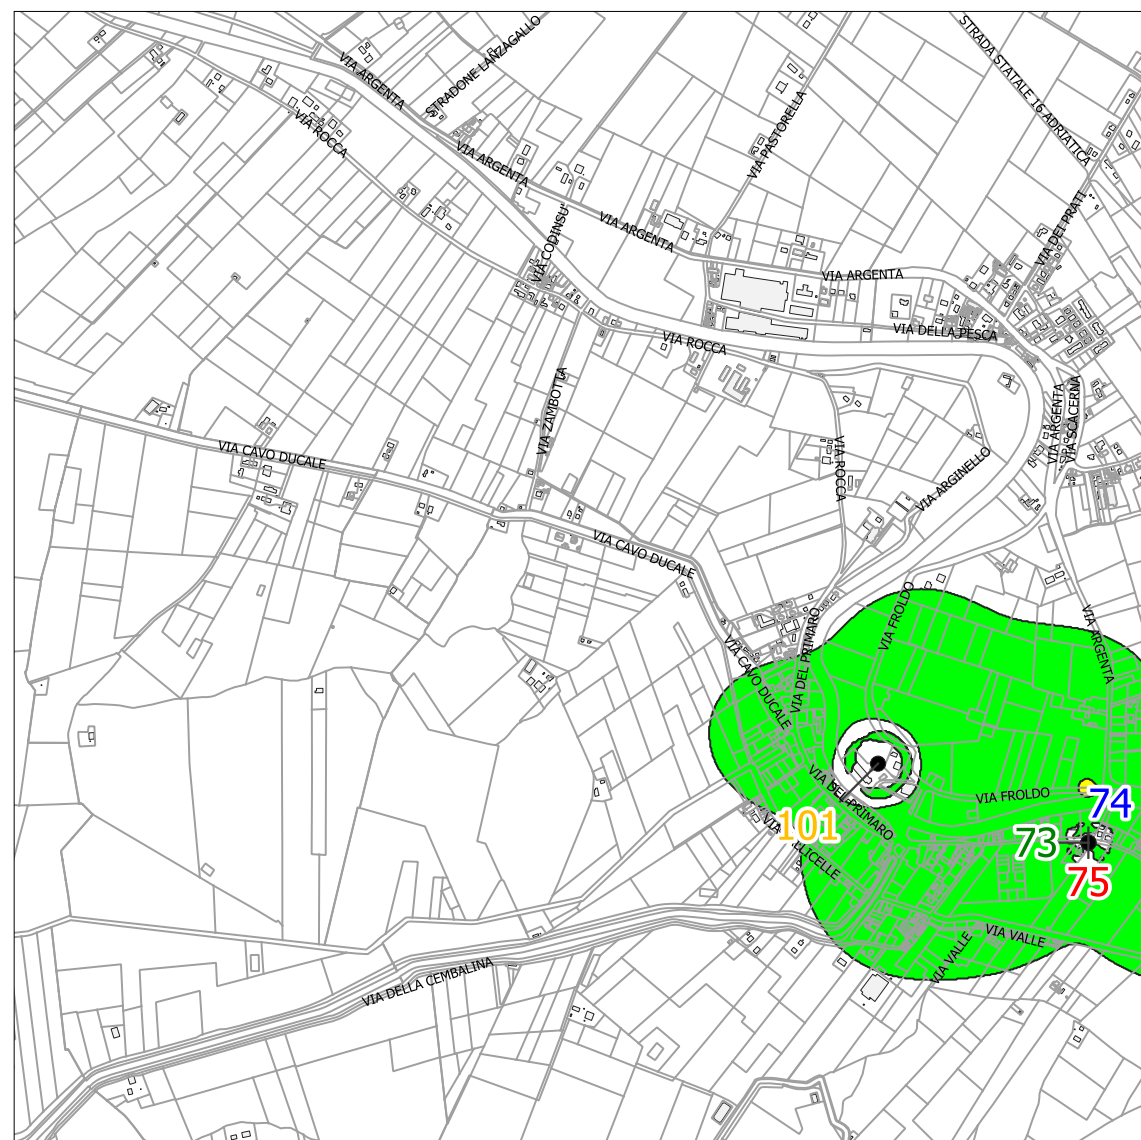 STRADONE LANZAGALLO
STRADA STATALE 16 ADRIATICA
VIA ARGENTA
VIA ROCCA
VIA PASTORELLA
VIA ARGENTA
VIA ARGENTA
VIA CODINSU'
VIA DEI PRATI
VIA ARGENTA
VIA DELLA PESCA
VIA ROCCA
VIA ZAMBOTTA
VIA ARGENTA
VIA SCACERNA
VIA CAVO DUCALE
VIA ROCCA
VIA ARGINELLO
VIA CAVO DUCALE
VIA FROLDO
VIA DEL PRIMARO
VIA ARGENTA
VIA CAVO DUCALE
VIA DEL PRIMARO
VIA FROLDO
74
101
73
75
VIA VALLE
VIA VALLE
VIA DELLA CEMBALINA